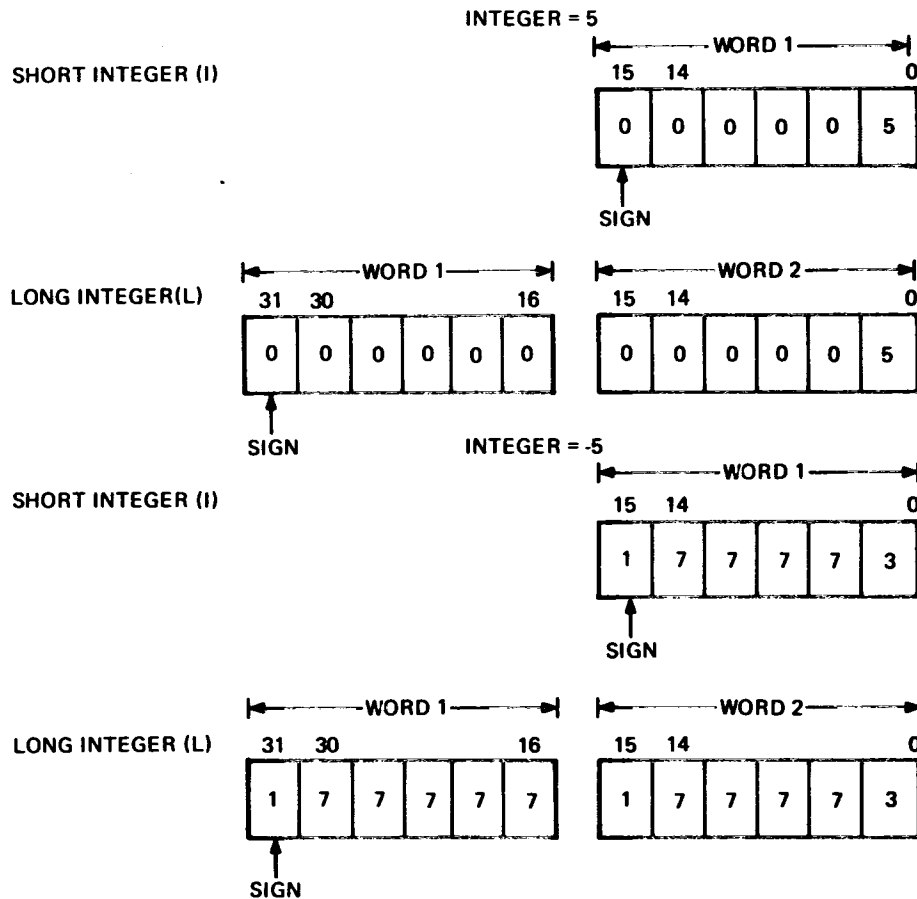 INTEGER = 5
WORD 1
SHORT INTEGER (I)
15 14 0
0 0 0 0 0 5
SIGN
WORD 1 WORD 2
LONG INTEGER(L)
31 30 16 15 14 0
0 0 0 0 0 0 0 0 0 0 0 5
SIGN
INTEGER = -5
WORD 1
SHORT INTEGER (I)
15 14 0
1 7 7 7 7 3
SIGN
WORD 1 WORD 2
LONG INTEGER (L)
31 30 16 15 14 0
1 7 7 7 7 7 1 7 7 7 7 3
SIGN